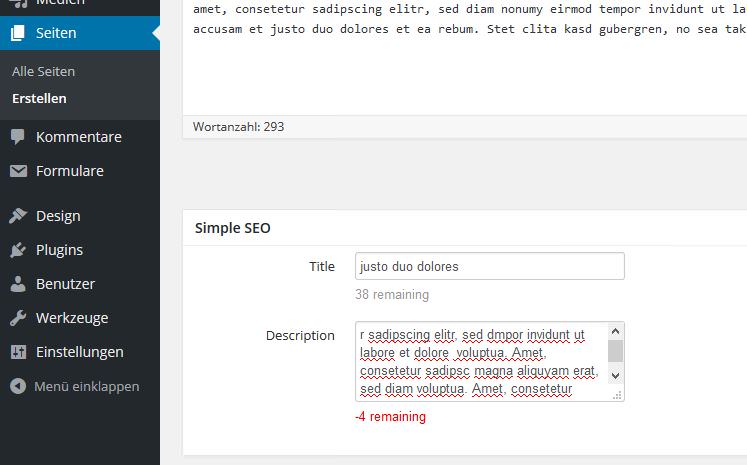 Medien
Seiten
Alle Seiten
Erstellen
Kommentare
Formulare
Design
Plugins
Benutzer
Werkzeuge
Einstellungen
Menü einklappen
amet, consetetur sadipscing elitr, sed diam nonumy eirmod tempor invidunt ut la
accusam et justo duo dolores et ea rebum. Stet clita kasd gubergren, no sea tak
Wortanzahl: 293
Simple SEO
Title
justo duo dolores
38 remaining
Description
r sadipscing elitr, sed dmpor invidunt ut
labore et dolore  voluptua. Amet,
consetetur sadipsc magna aliquyam erat,
sed diam voluptua. Amet, consetetur
-4 remaining